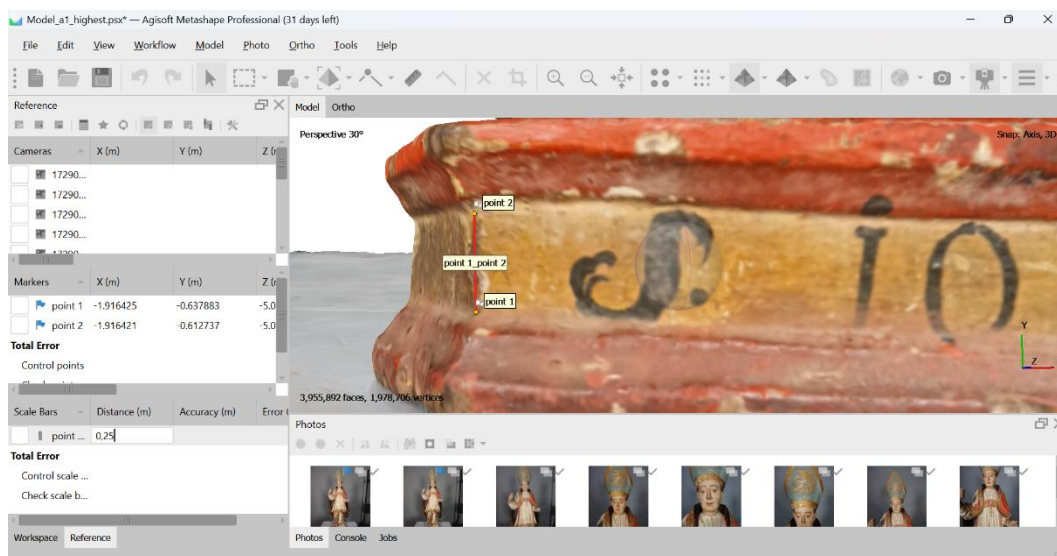 Model_a1_highest.psx* — Agisoft Metashape Professional (31 days left)
File Edit View Workflow Model Photo Ortho Tools Help
Reference
Cameras X (m) Y (m) Z (
17290...
17290...
17290...
17290...
Markers X (m) Y (m) Z (
point 1 -1.916425 -0.637883 -5.0
point 2 -1.916421 -0.612737 -5.0
Total Error
Control points
Scale Bars Distance (m) Accuracy (m) Error (
point ... 0,25
Total Error
Control scale ...
Check scale b...
Workspace Reference
Model Ortho
Perspective 30°
Snap: Axis, 3D
point 2
point 1_point 2
point 1
S. IO
Y
Z
3,955,892 faces, 1,978,706 vertices
Photos
Photos Console Jobs